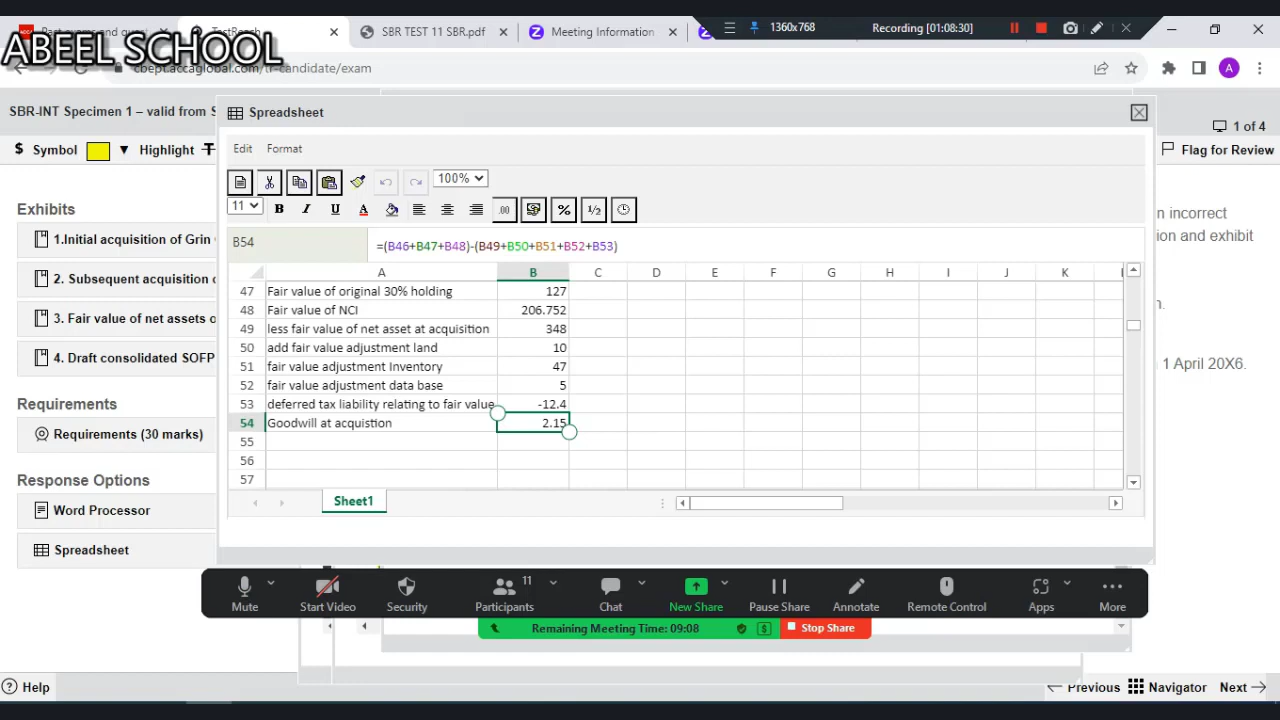 TestReach
SBR TEST 11 SBR.pdf
Meeting Information
1360x768
Recording [01:08:30]
ABEEL SCHOOL
cbept.accaglobal.com/tr-candidate/exam
A
SBR-INT Specimen 1 – valid from S
Spreadsheet
1 of 4
$ Symbol
Highlight
Edit Format
Flag for Review
100%
11
B I U A
.00 % 1/2
Exhibits
1.Initial acquisition of Grin
2. Subsequent acquisition o
3. Fair value of net assets o
4. Draft consolidated SOFP
Requirements
Requirements (30 marks)
Response Options
Word Processor
Spreadsheet
n incorrect
ion and exhibit
n.
1 April 20X6.
B54 =(B46+B47+B48)-(B49+B50+B51+B52+B53)
A B C D E F G H I J K
47 Fair value of original 30% holding 127
48 Fair value of NCI 206.752
49 less fair value of net asset at acquisition 348
50 add fair value adjustment land 10
51 fair value adjustment Inventory 47
52 fair value adjustment data base 5
53 deferred tax liability relating to fair value -12.4
54 Goodwill at acquistion 2.15
55
56
57
Sheet1
11
Mute Start Video Security Participants Chat New Share Pause Share Annotate Remote Control Apps More
Remaining Meeting Time: 09:08 Stop Share
Help
Previous Navigator Next